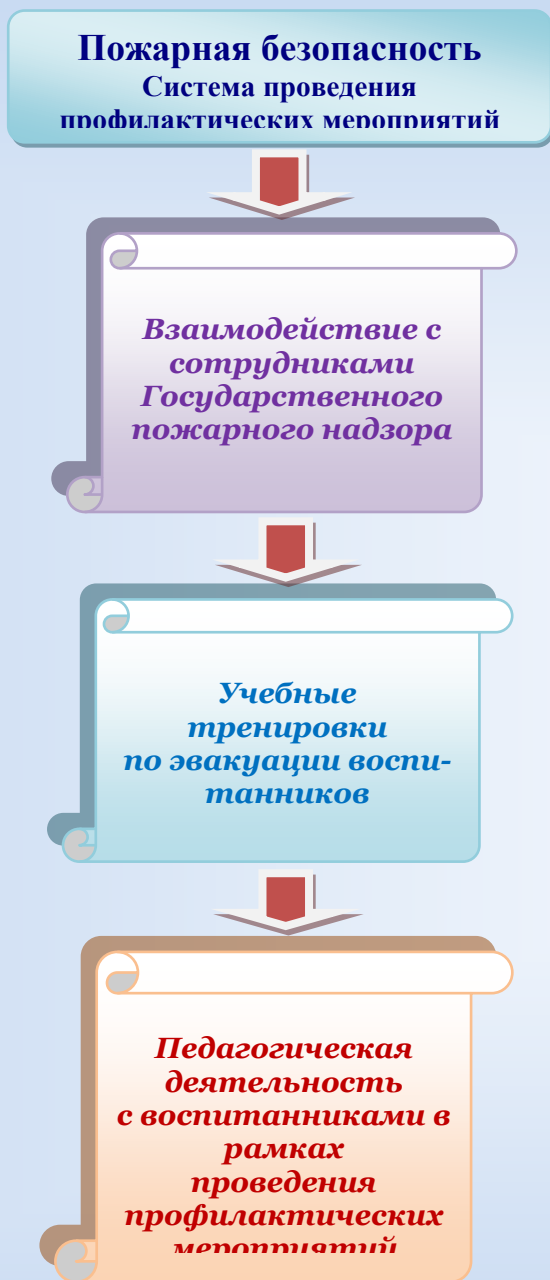 Пожарная безопасность
Система проведения
профилактических мероприятий
Взаимодействие с
сотрудниками
Государственного
пожарного надзора
Учебные
тренировки
по эвакуации воспи-
танников
Педагогическая
деятельность
с воспитанниками в
рамках
проведения
профилактических
мероприятий